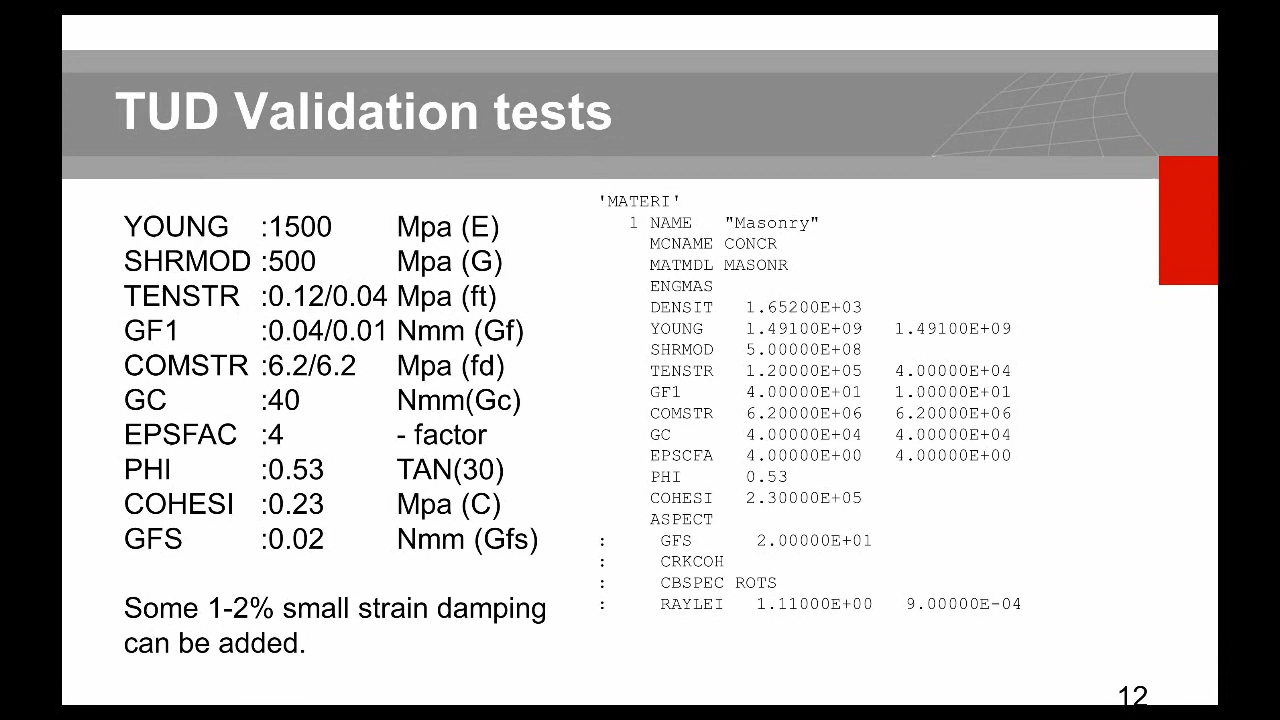 TUD Validation tests
YOUNG :1500 Mpa (E)
SHRMOD :500 Mpa (G)
TENSTR :0.12/0.04 Mpa (ft)
GF1 :0.04/0.01 Nmm (Gf)
COMSTR :6.2/6.2 Mpa (fd)
GC :40 Nmm(Gc)
EPSFAC :4 - factor
PHI :0.53 TAN(30)
COHESI :0.23 Mpa (C)
GFS :0.02 Nmm (Gfs)
Some 1-2% small strain damping
can be added.
'MATERI'
1 NAME "Masonry"
MCNAME CONCR
MATMDL MASONR
ENGMAS
DENSIT 1.65200E+03
YOUNG 1.49100E+09 1.49100E+09
SHRMOD 5.00000E+08
TENSTR 1.20000E+05 4.00000E+04
GF1 4.00000E+01 1.00000E+01
COMSTR 6.20000E+06 6.20000E+06
GC 4.00000E+04 4.00000E+04
EPSCFA 4.00000E+00 4.00000E+00
PHI 0.53
COHESI 2.30000E+05
ASPECT
: GFS 2.00000E+01
: CRKCOH
: CBSPEC ROTS
: RAYLEI 1.11000E+00 9.00000E-04
12